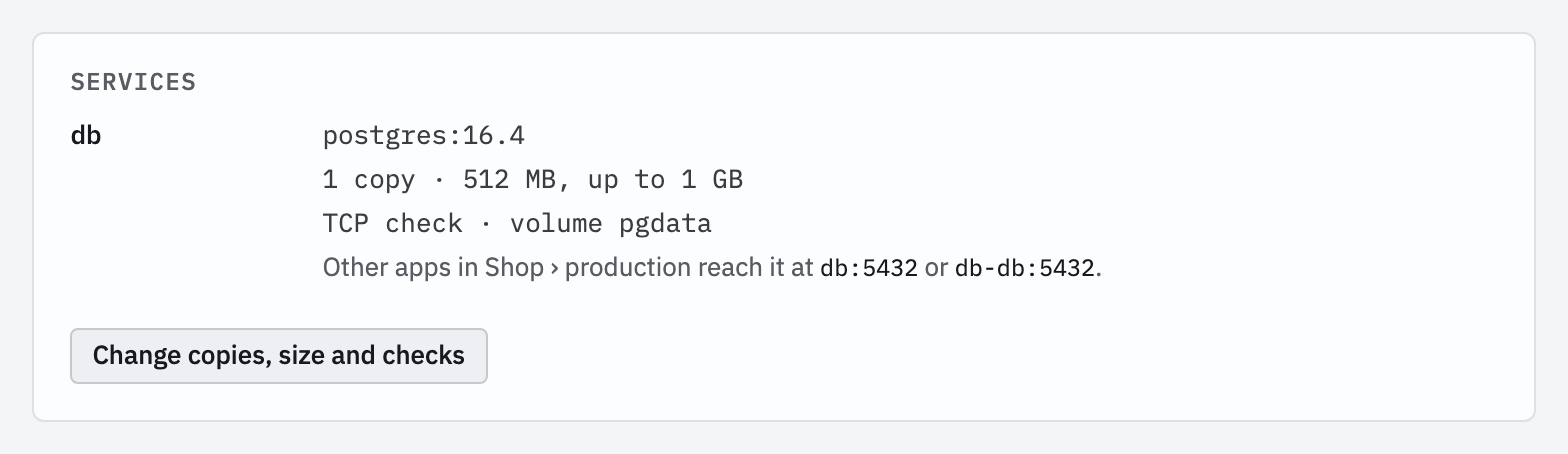 SERVICES
db
postgres:16.4
1 copy · 512 MB, up to 1 GB
TCP check · volume pgdata
Other apps in Shop › production reach it at db:5432 or db-db:5432.
Change copies, size and checks